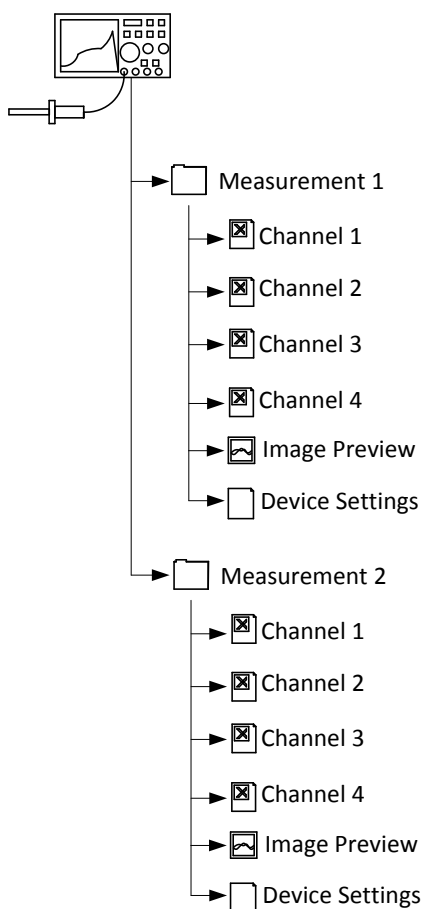 Measurement 1
Channel 1
Channel 2
Channel 3
Channel 4
Image Preview
Device Settings
Measurement 2
Channel 1
Channel 2
Channel 3
Channel 4
Image Preview
Device Settings